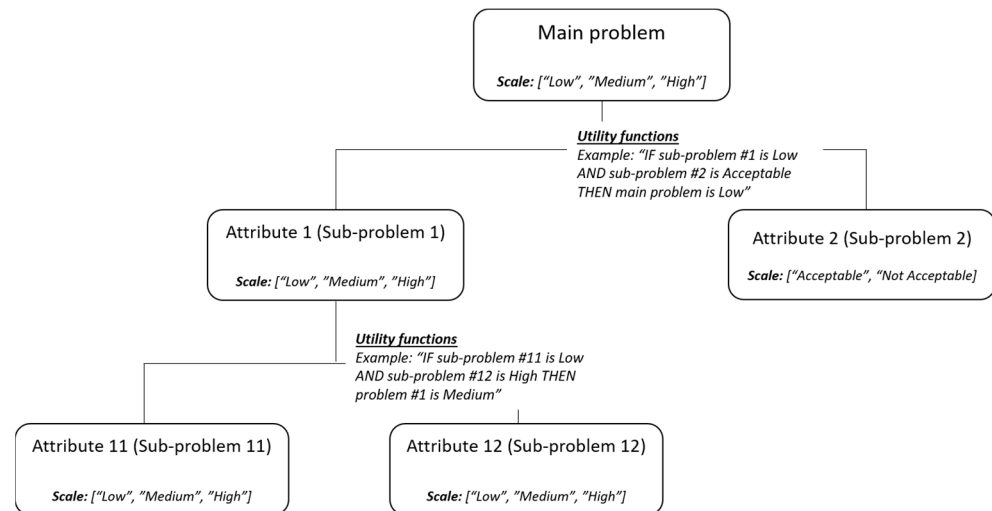 Main problem
Scale: [“Low”, ”Medium”, ”High”]
Utility functions
Example: “IF sub-problem #1 is Low
AND sub-problem #2 is Acceptable
THEN main problem is Low”
Attribute 1 (Sub-problem 1)
Scale: [“Low”, ”Medium”, ”High”]
Attribute 2 (Sub-problem 2)
Scale: [“Acceptable”, “Not Acceptable]
Utility functions
Example: “IF sub-problem #11 is Low
AND sub-problem #12 is High THEN
problem #1 is Medium”
Attribute 11 (Sub-problem 11)
Scale: [“Low”, ”Medium”, ”High”]
Attribute 12 (Sub-problem 12)
Scale: [“Low”, ”Medium”, ”High”]